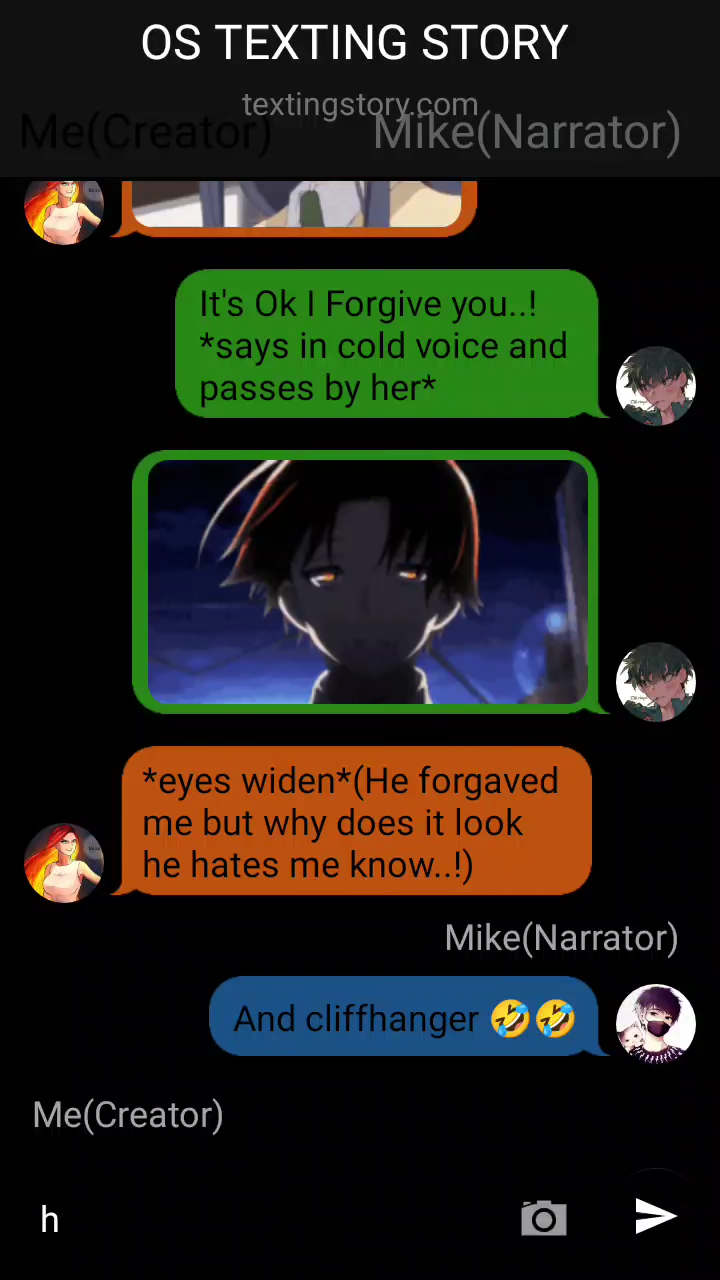 OS TEXTING STORY
textingstory.com
Me(Creator)
Mike(Narrator)
It's Ok I Forgive you..!
*says in cold voice and
passes by her*
*eyes widen*(He forgaved
me but why does it look
he hates me know..!)
Mike(Narrator)
And cliffhanger 🤣🤣
Me(Creator)
h